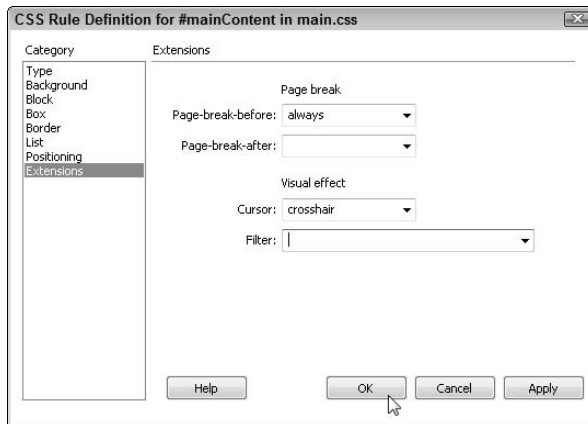 CSS Rule Definition for #mainContent in main.css
Category
Extensions
Type
Background
Block
Box
Border
List
Positioning
Extensions
Page break
Page-break-before: always
Page-break-after:
Visual effect
Cursor: crosshair
Filter:
Help
OK
Cancel
Apply